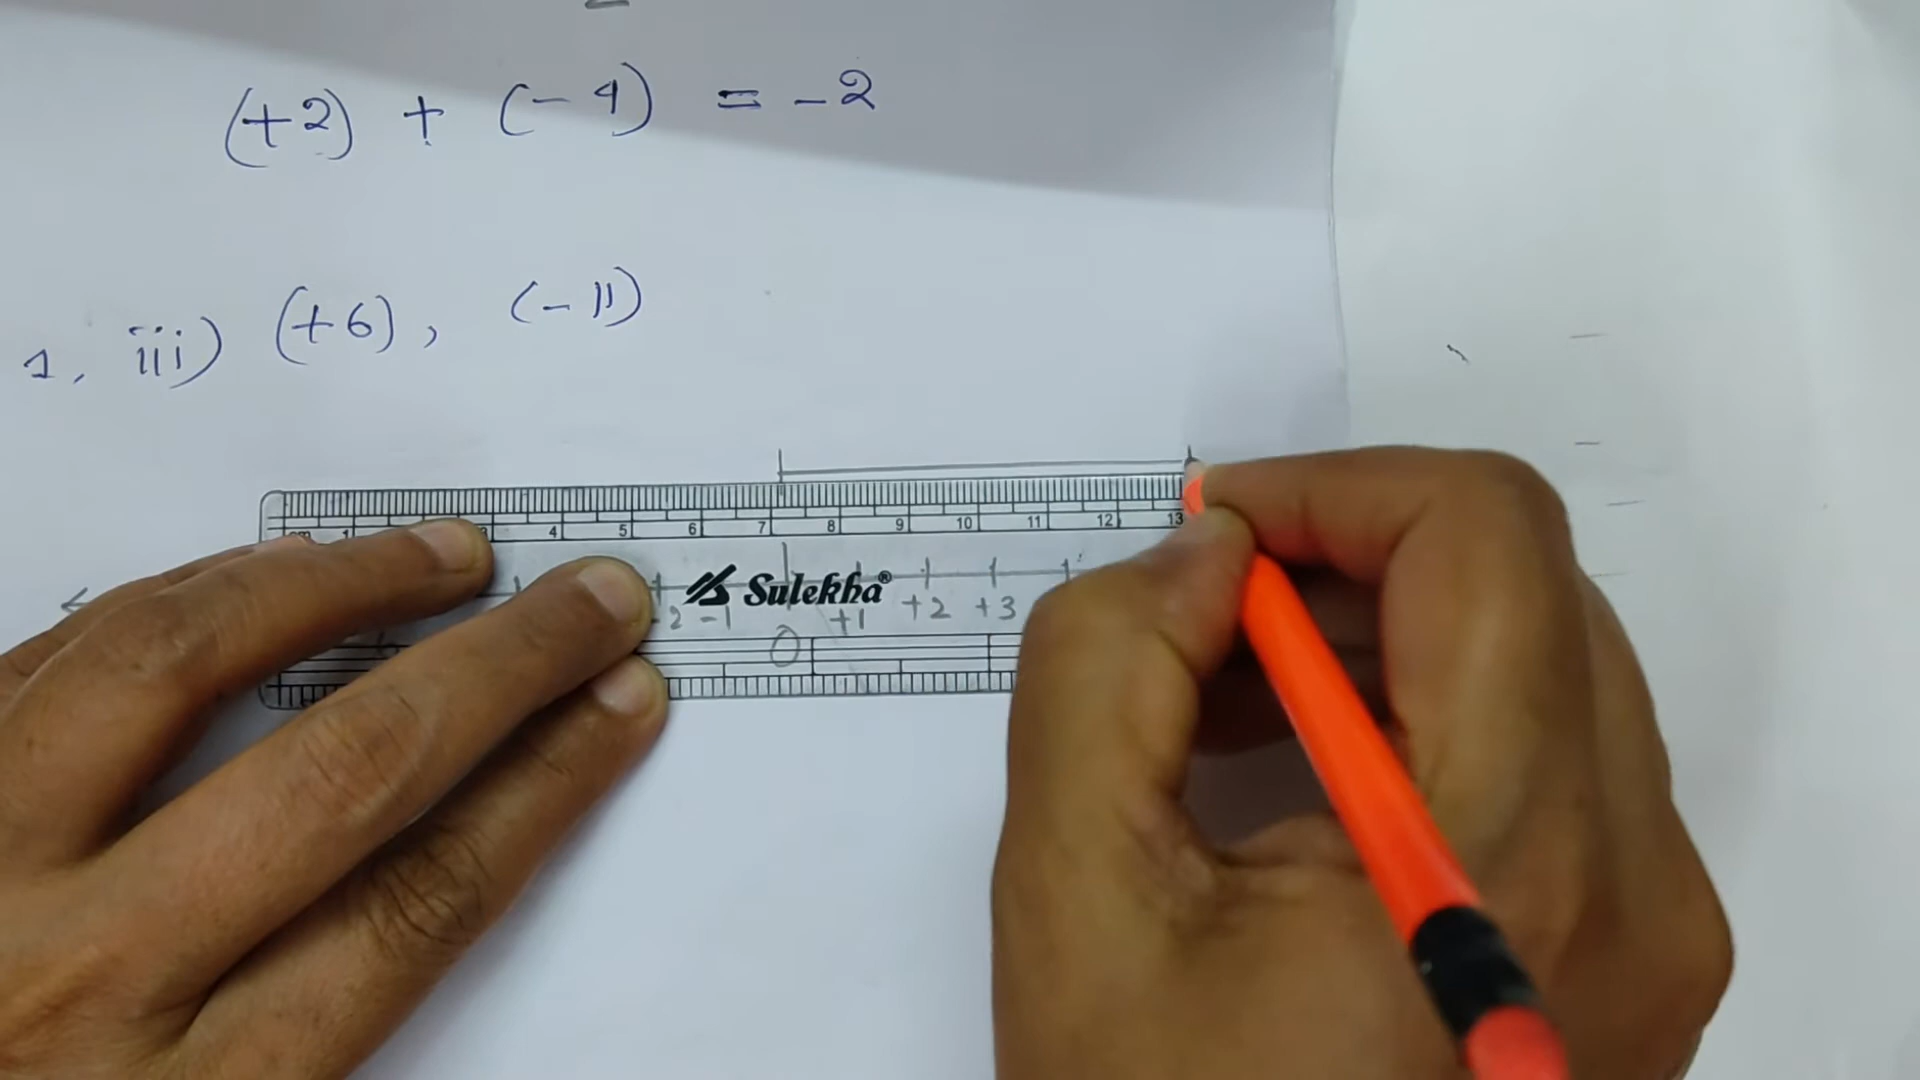 (+2) + (-4) = -2
1, iii) (+6), (-11)
cm 1 3 4 5 6 7 8 9 10 11 12 13
Sulekha®
-2 -1 0 +1 +2 +3